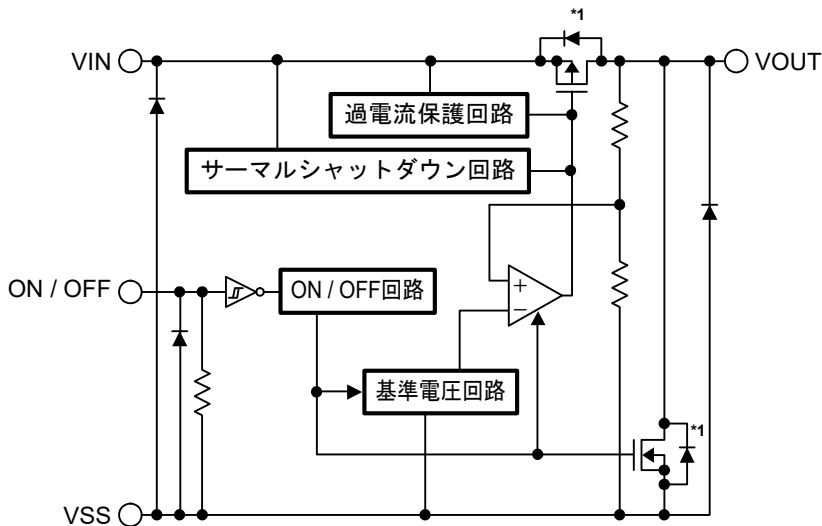 *1
VIN
VOUT
過電流保護回路
サーマルシャットダウン回路
ON / OFF
ON / OFF回路
+
−
基準電圧回路
*1
VSS